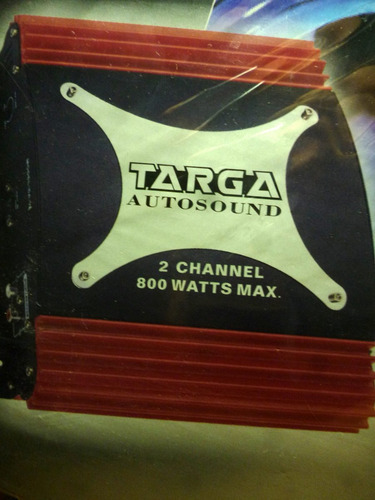 TARGA
AUTOSOUND
2 CHANNEL
800 WATTS MAX.